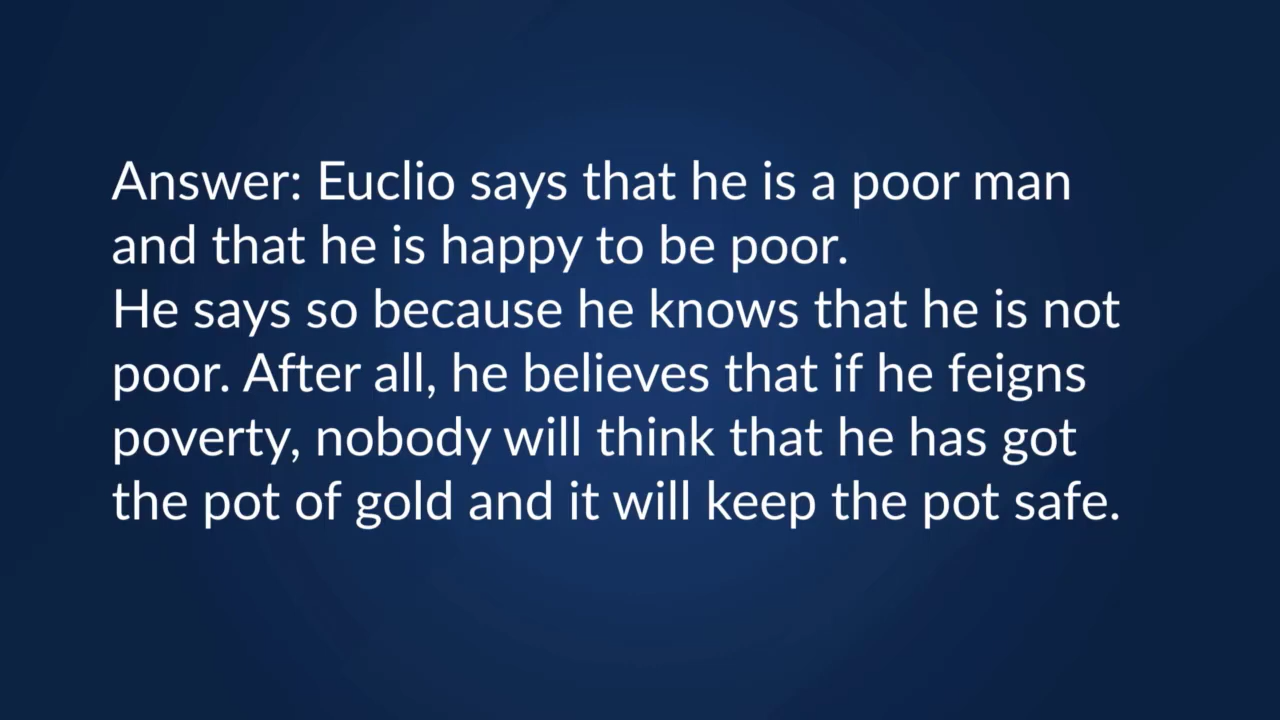 Answer: Euclio says that he is a poor man
and that he is happy to be poor.
He says so because he knows that he is not
poor. After all, he believes that if he feigns
poverty, nobody will think that he has got
the pot of gold and it will keep the pot safe.